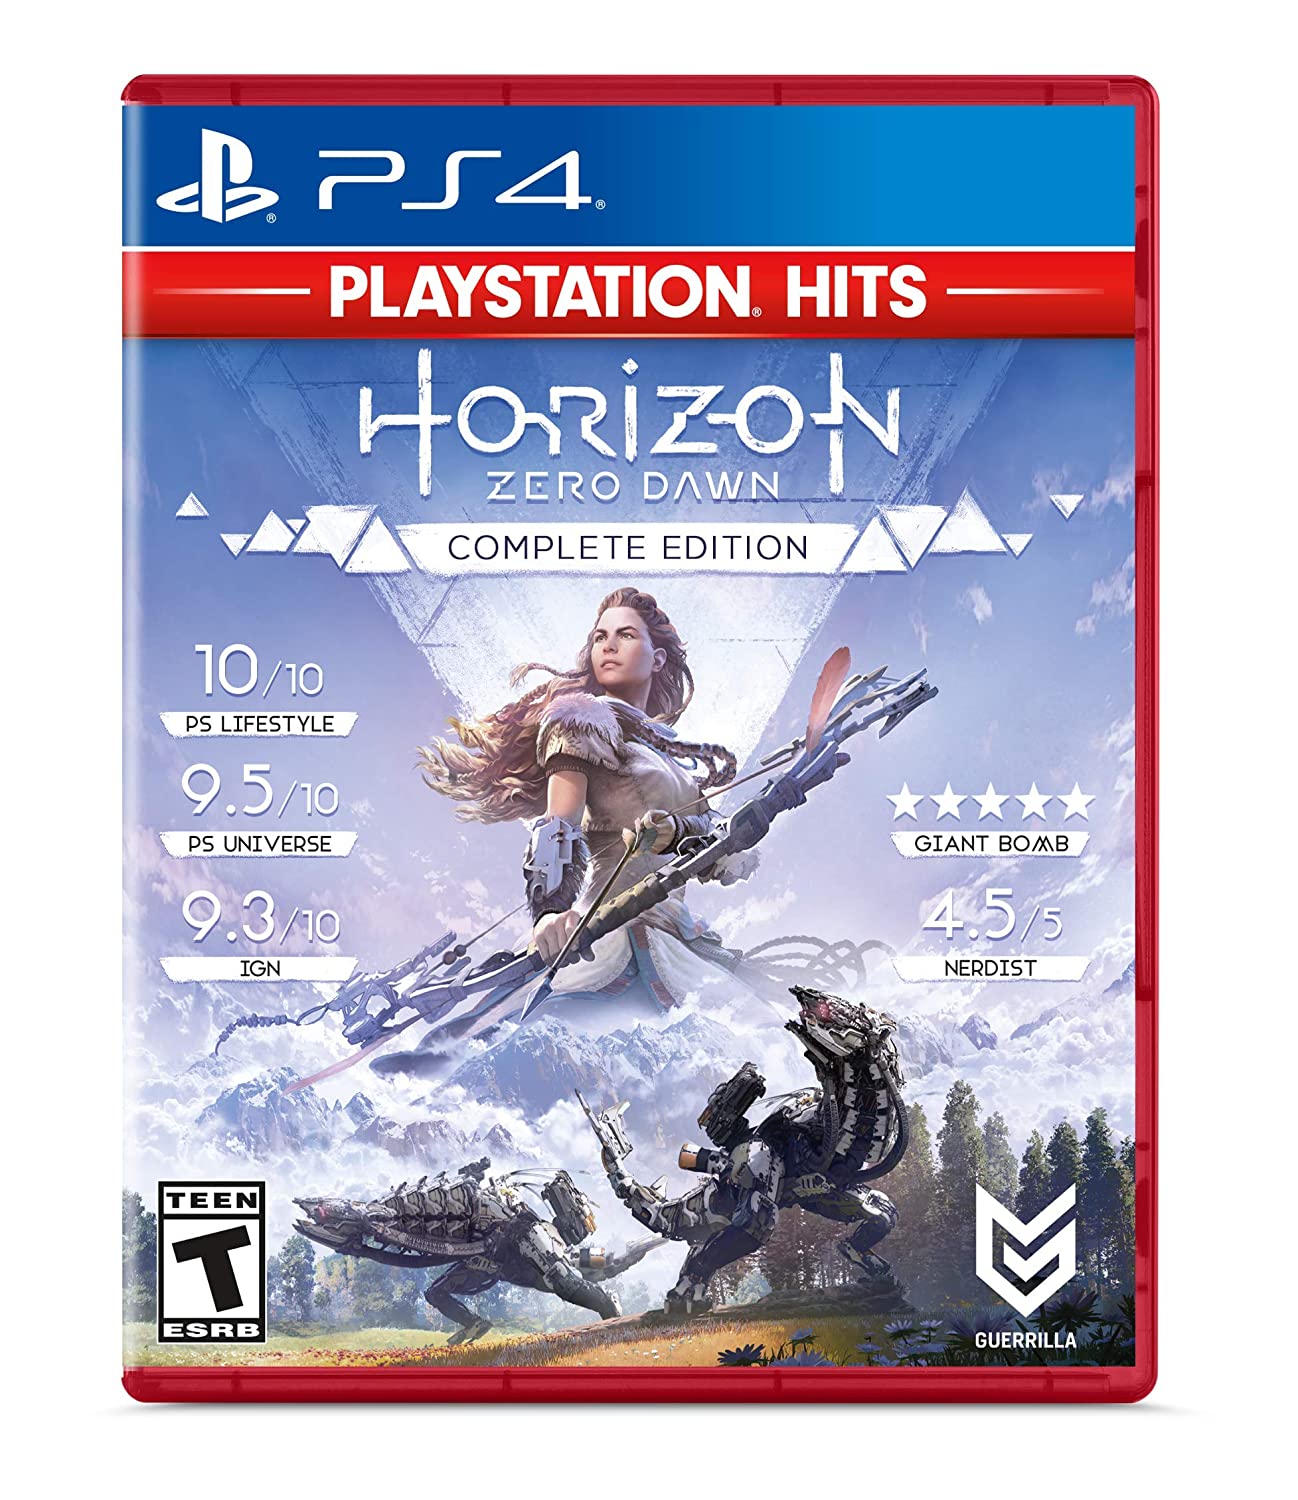 PS4®
PLAYSTATION® HITS
HORIZON
ZERO DAWN
COMPLETE EDITION
10/10
PS LIFESTYLE
9.5/10
PS UNIVERSE
9.3/10
IGN
GIANT BOMB
4.5/5
NERDIST
TEEN
T
ESRB
GUERRILLA